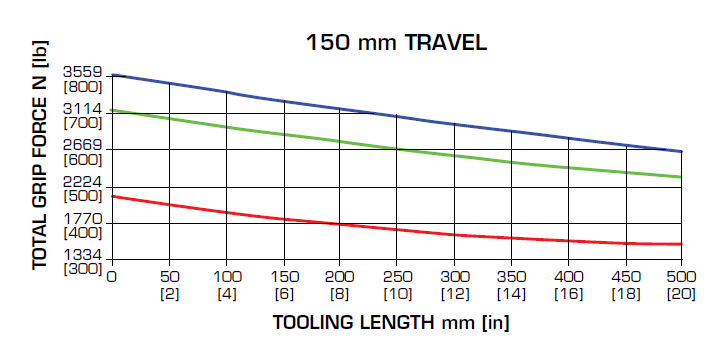 150 mm TRAVEL
TOTAL GRIP FORCE N [lb]
3559
[800]
3114
[700]
2669
[600]
2224
[500]
1770
[400]
1334
[300]
0 50 100 150 200 250 300 350 400 450 500
[2] [4] [6] [8] [10] [12] [14] [16] [18] [20]
TOOLING LENGTH mm [in]